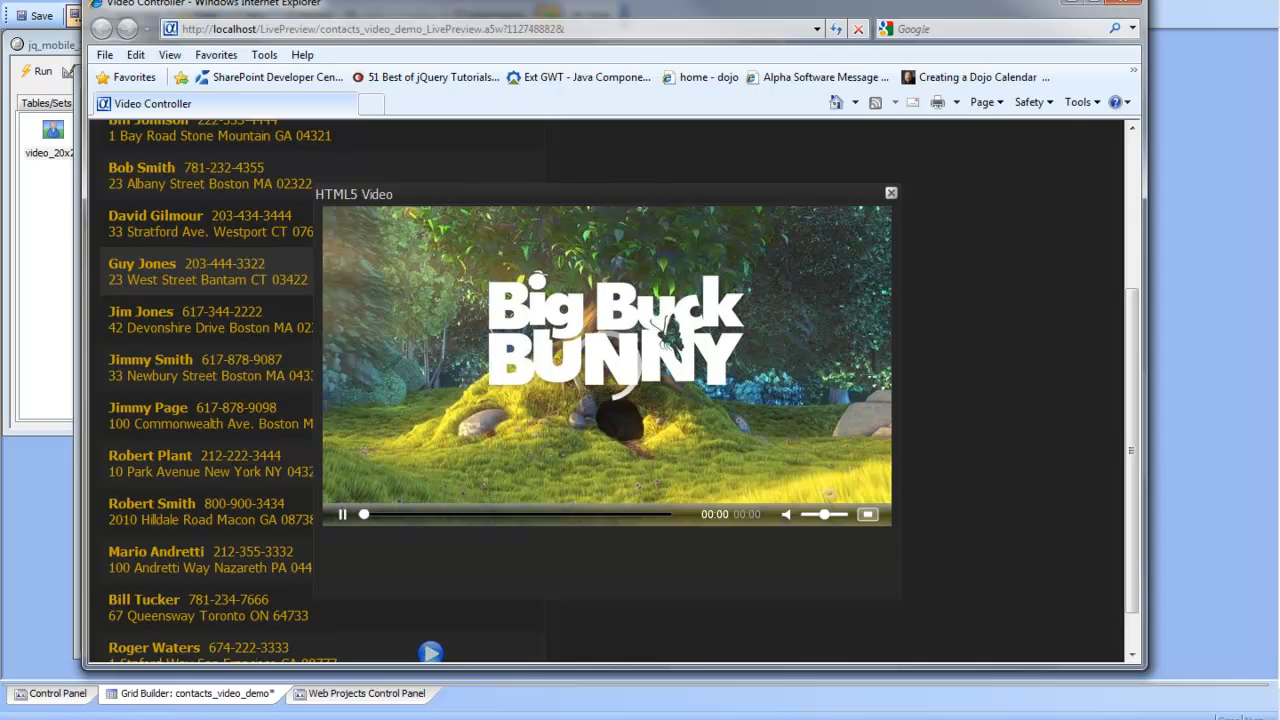 Video Controller - Windows Internet Explorer
Save
http://localhost/LivePreview/contacts_video_demo_LivePreview.a5w?112748882&
Google
jq_mobile_
File Edit View Favorites Tools Help
Run
Favorites
SharePoint Developer Cen...
51 Best of jQuery Tutorials...
Ext GWT - Java Compone...
home - dojo
Alpha Software Message ...
Creating a Dojo Calendar ...
Tables/Sets
Video Controller
Page Safety Tools
video_20x2
Bill Johnson 222-333-4444
1 Bay Road Stone Mountain GA 04321
Bob Smith 781-232-4355
23 Albany Street Boston MA 02322
HTML5 Video
David Gilmour 203-434-3444
33 Stratford Ave. Westport CT 076
Guy Jones 203-444-3322
23 West Street Bantam CT 03422
Big Buck
BUNNY
Jim Jones 617-344-2222
42 Devonshire Drive Boston MA 02
Jimmy Smith 617-878-9087
33 Newbury Street Boston MA 043
Jimmy Page 617-878-9098
100 Commonwealth Ave. Boston M
Robert Plant 212-222-3444
10 Park Avenue New York NY 0432
Robert Smith 800-900-3434
2010 Hilldale Road Macon GA 08738
00:00 00:00
Mario Andretti 212-355-3332
100 Andretti Way Nazareth PA 044
Bill Tucker 781-234-7666
67 Queensway Toronto ON 64733
Roger Waters 674-222-3333
Control Panel
Grid Builder: contacts_video_demo*
Web Projects Control Panel